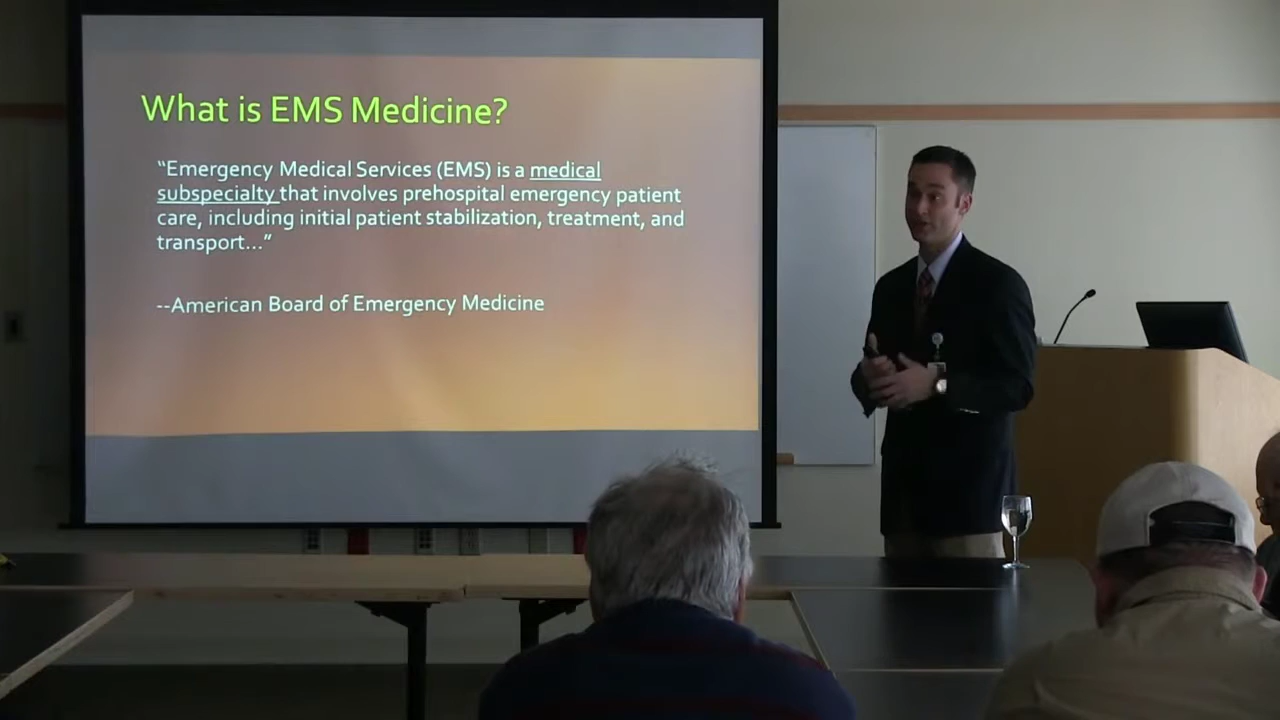 What is EMS Medicine?
“Emergency Medical Services (EMS) is a medical
subspecialty that involves prehospital emergency patient
care, including initial patient stabilization, treatment, and
transport...”
--American Board of Emergency Medicine